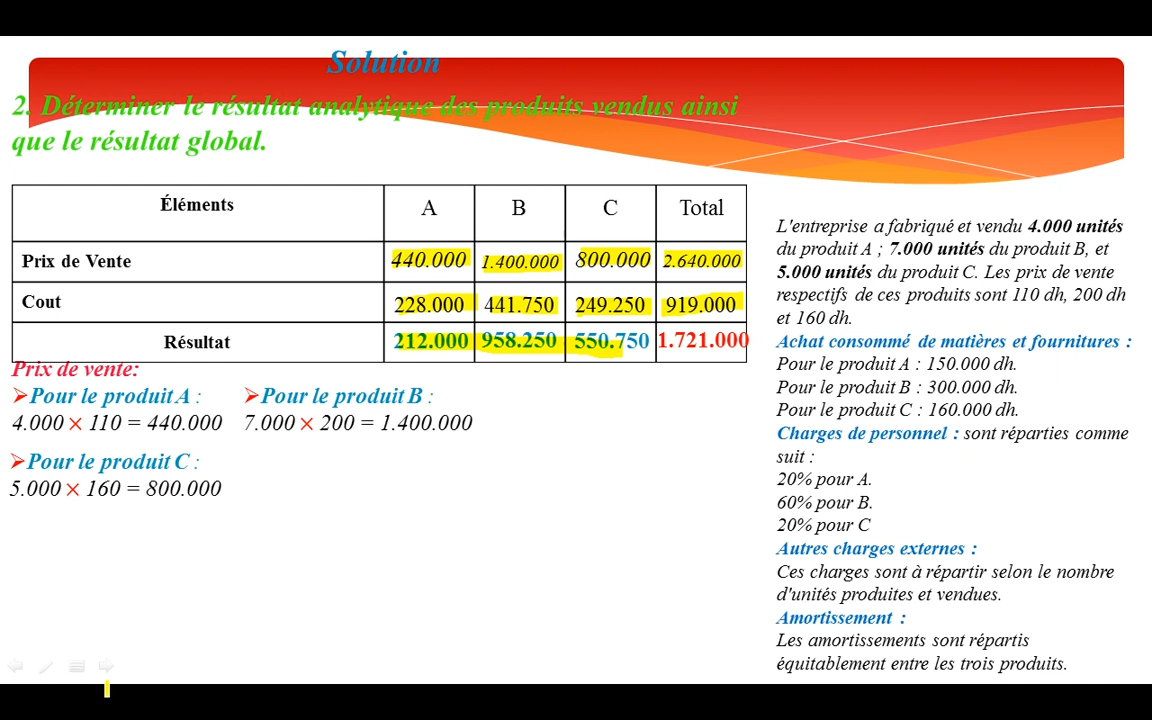 Solution
2. Déterminer le résultat analytique des produits vendus ainsi
que le résultat global.
Éléments A B C Total
Prix de Vente 440.000 1.400.000 800.000 2.640.000
Cout 228.000 441.750 249.250 919.000
Résultat 212.000 958.250 550.750 1.721.000
Prix de vente:
➢Pour le produit A : ➢Pour le produit B :
4.000 × 110 = 440.000 7.000 × 200 = 1.400.000
➢Pour le produit C :
5.000 × 160 = 800.000
L'entreprise a fabriqué et vendu 4.000 unités
du produit A ; 7.000 unités du produit B, et
5.000 unités du produit C. Les prix de vente
respectifs de ces produits sont 110 dh, 200 dh
et 160 dh.
Achat consommé de matières et fournitures :
Pour le produit A : 150.000 dh.
Pour le produit B : 300.000 dh.
Pour le produit C : 160.000 dh.
Charges de personnel : sont réparties comme
suit :
20% pour A.
60% pour B.
20% pour C
Autres charges externes :
Ces charges sont à répartir selon le nombre
d'unités produites et vendues.
Amortissement :
Les amortissements sont répartis
équitablement entre les trois produits.